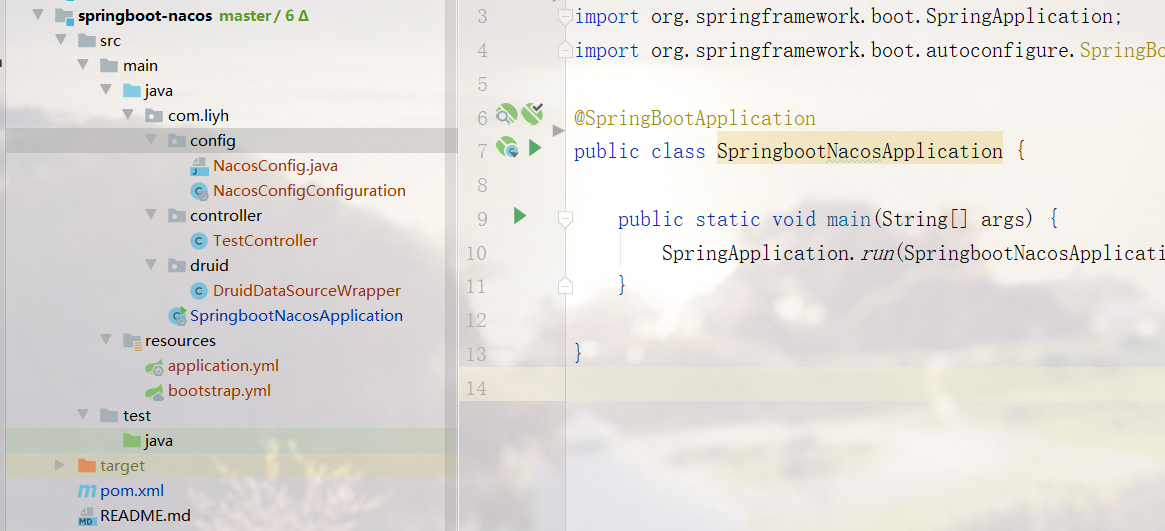 springboot-nacos master / 6 Δ
src
main
java
com.liyh
config
NacosConfig.java
NacosConfigConfiguration
controller
TestController
druid
DruidDataSourceWrapper
SpringbootNacosApplication
resources
application.yml
bootstrap.yml
test
java
target
pom.xml
README.md
3 import org.springframework.boot.SpringApplication;
4 import org.springframework.boot.autoconfigure.SpringBo
5
6 @SpringBootApplication
7 public class SpringbootNacosApplication {
8
9 public static void main(String[] args) {
10 SpringApplication.run(SpringbootNacosApplicati
11 }
12
13 }
14